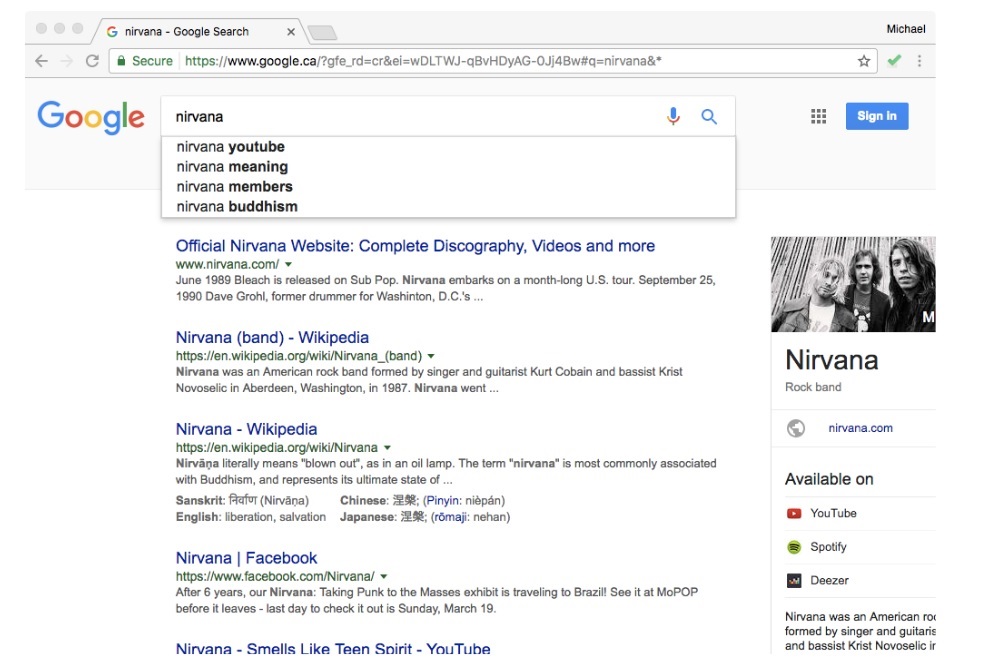 nirvana - Google Search
Michael
Secure https://www.google.ca/?gfe_rd=cr&ei=wDLTWJ-qBvHDyAG-0Jj4Bw#q=nirvana&*
Google
nirvana
Sign in
nirvana youtube
nirvana meaning
nirvana members
nirvana buddhism
Official Nirvana Website: Complete Discography, Videos and more
www.nirvana.com/
June 1989 Bleach is released on Sub Pop. Nirvana embarks on a month-long U.S. tour. September 25,
1990 Dave Grohl, former drummer for Washinton, D.C.'s ...
Nirvana (band) - Wikipedia
https://en.wikipedia.org/wiki/Nirvana_(band)
Nirvana was an American rock band formed by singer and guitarist Kurt Cobain and bassist Krist
Novoselic in Aberdeen, Washington, in 1987. Nirvana went ...
Nirvana - Wikipedia
https://en.wikipedia.org/wiki/Nirvana
Nirvāṇa literally means "blown out", as in an oil lamp. The term "nirvana" is most commonly associated
with Buddhism, and represents its ultimate state of ...
Sanskrit: निर्वाण (Nirvāṇa) Chinese: 涅槃; (Pinyin: nièpán)
English: liberation, salvation Japanese: 涅槃; (rōmaji: nehan)
Nirvana | Facebook
https://www.facebook.com/Nirvana/
After 6 years, our Nirvana: Taking Punk to the Masses exhibit is traveling to Brazil! See it at MoPOP
before it leaves - last day to check it out is Sunday, March 19.
Nirvana - Smells Like Teen Spirit - YouTube
M
Nirvana
Rock band
nirvana.com
Available on
YouTube
Spotify
Deezer
Nirvana was an American
formed by singer and
and bassist Krist Novoselic